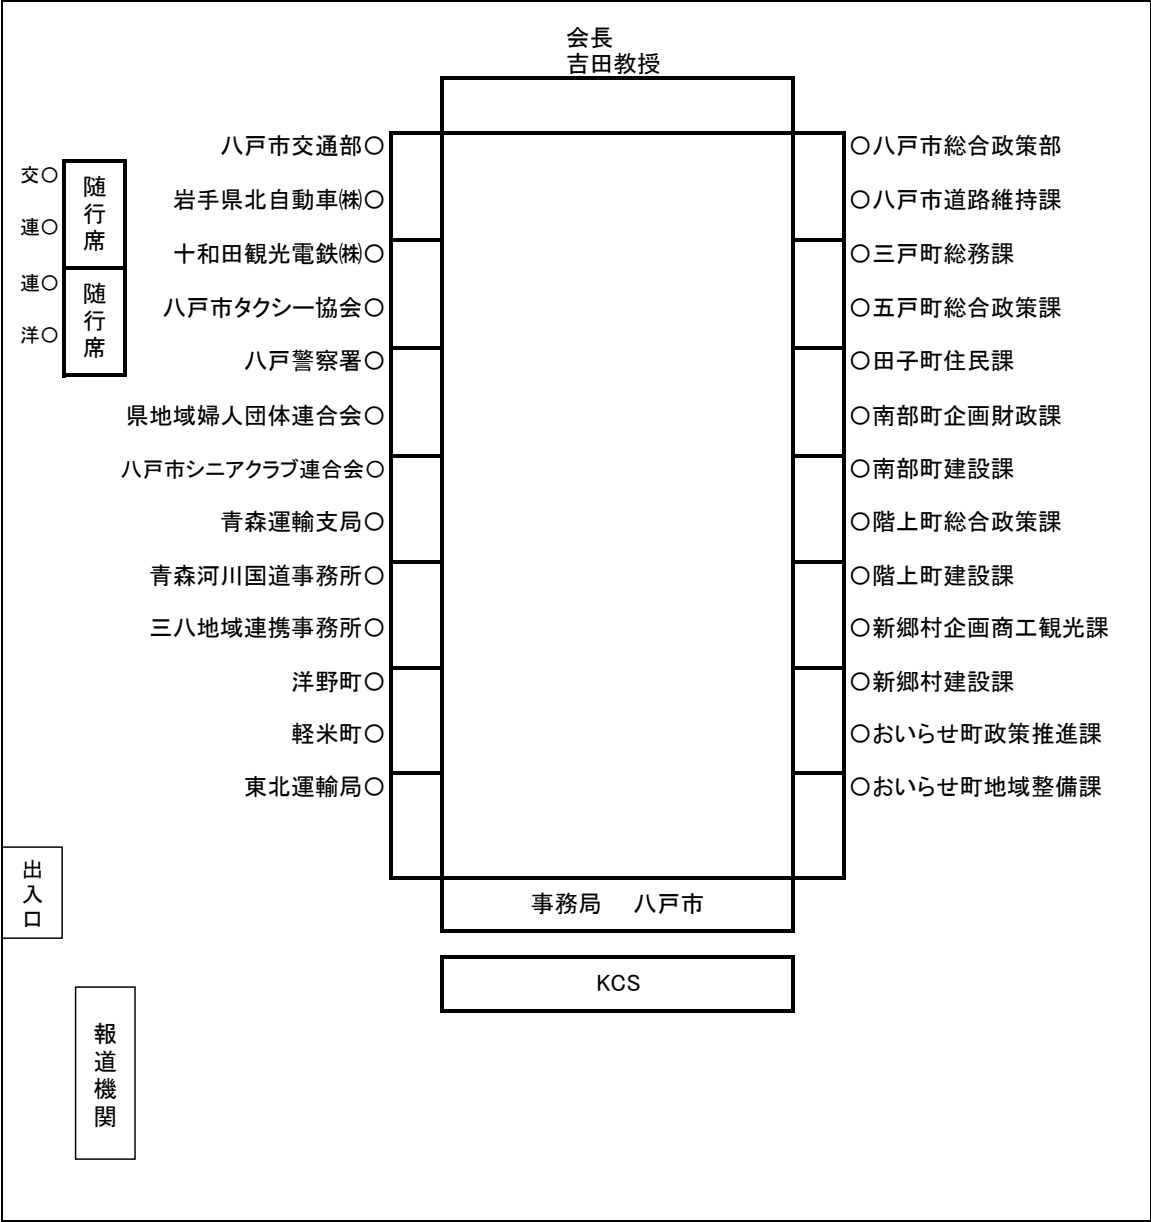 会長
吉田教授
八戸市交通部○
岩手県北自動車㈱○
十和田観光電鉄㈱○
八戸市タクシー協会○
八戸警察署○
県地域婦人団体連合会○
八戸市シニアクラブ連合会○
青森運輸支局○
青森河川国道事務所○
三八地域連携事務所○
洋野町○
軽米町○
東北運輸局○
○八戸市総合政策部
○八戸市道路維持課
○三戸町総務課
○五戸町総合政策課
○田子町住民課
○南部町企画財政課
○南部町建設課
○階上町総合政策課
○階上町建設課
○新郷村企画商工観光課
○新郷村建設課
○おいらせ町政策推進課
○おいらせ町地域整備課
交○
連○
連○
洋○
随行席
随行席
出入口
事務局 八戸市
KCS
報道機関